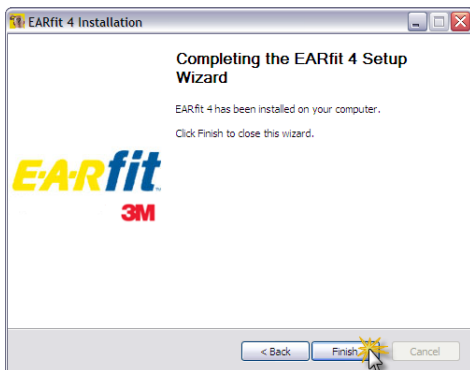 EARfit 4 Installation
Completing the EARfit 4 Setup
Wizard
EARfit 4 has been installed on your computer.
Click Finish to close this wizard.
E·A·Rfit™
3M
< Back
Finish
Cancel